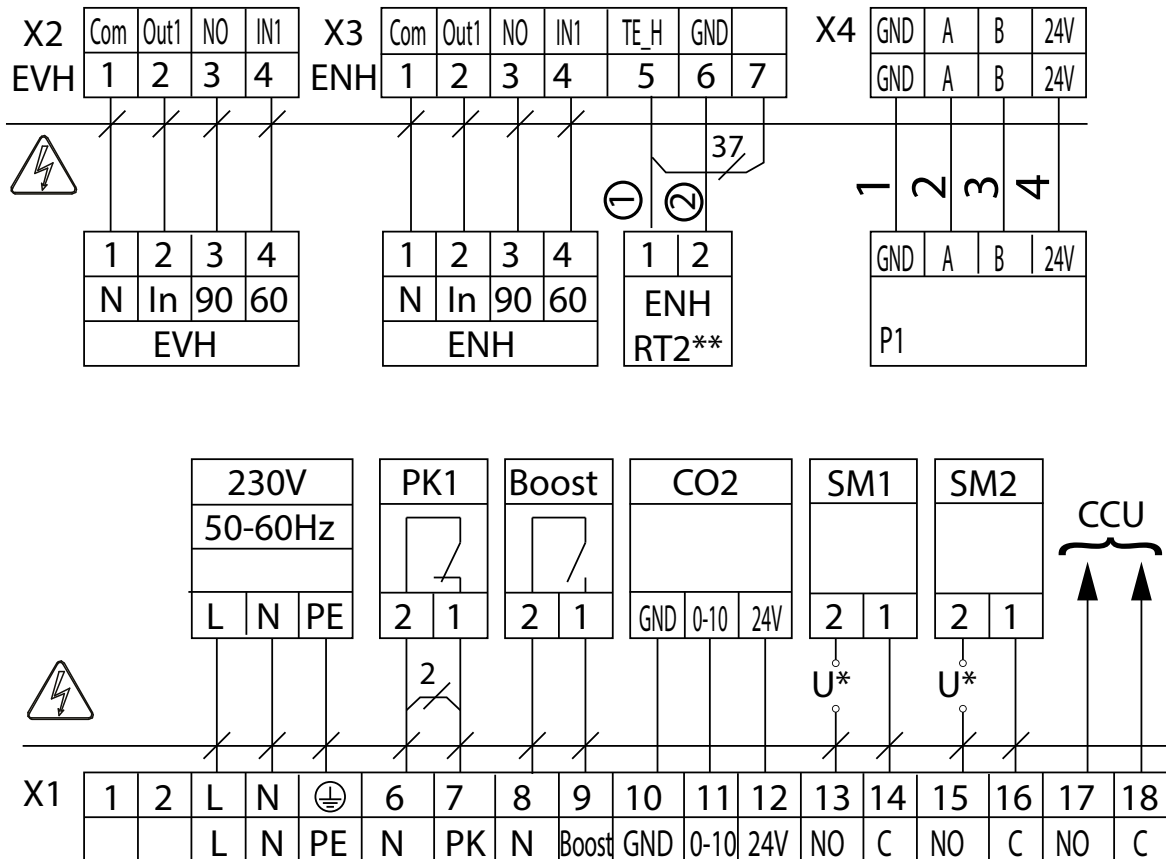 X2 Com Out1 NO IN1 X3 Com Out1 NO IN1 TE_H GND X4 GND A B 24V
EVH 1 2 3 4 ENH 1 2 3 4 5 6 7 GND A B 24V
37
1 2 1 2 3 4
1 2 3 4 1 2 3 4 1 2 GND A B 24V
N In 90 60 N In 90 60 ENH
EVH ENH RT2** P1
230V PK1 Boost CO2 SM1 SM2
50-60Hz CCU
L N PE 2 1 2 1 GND 0-10 24V 2 1 2 1
2 U* U*
X1 1 2 L N 6 7 8 9 10 11 12 13 14 15 16 17 18
L N PE N PK N Boost GND 0-10 24V NO C NO C NO C